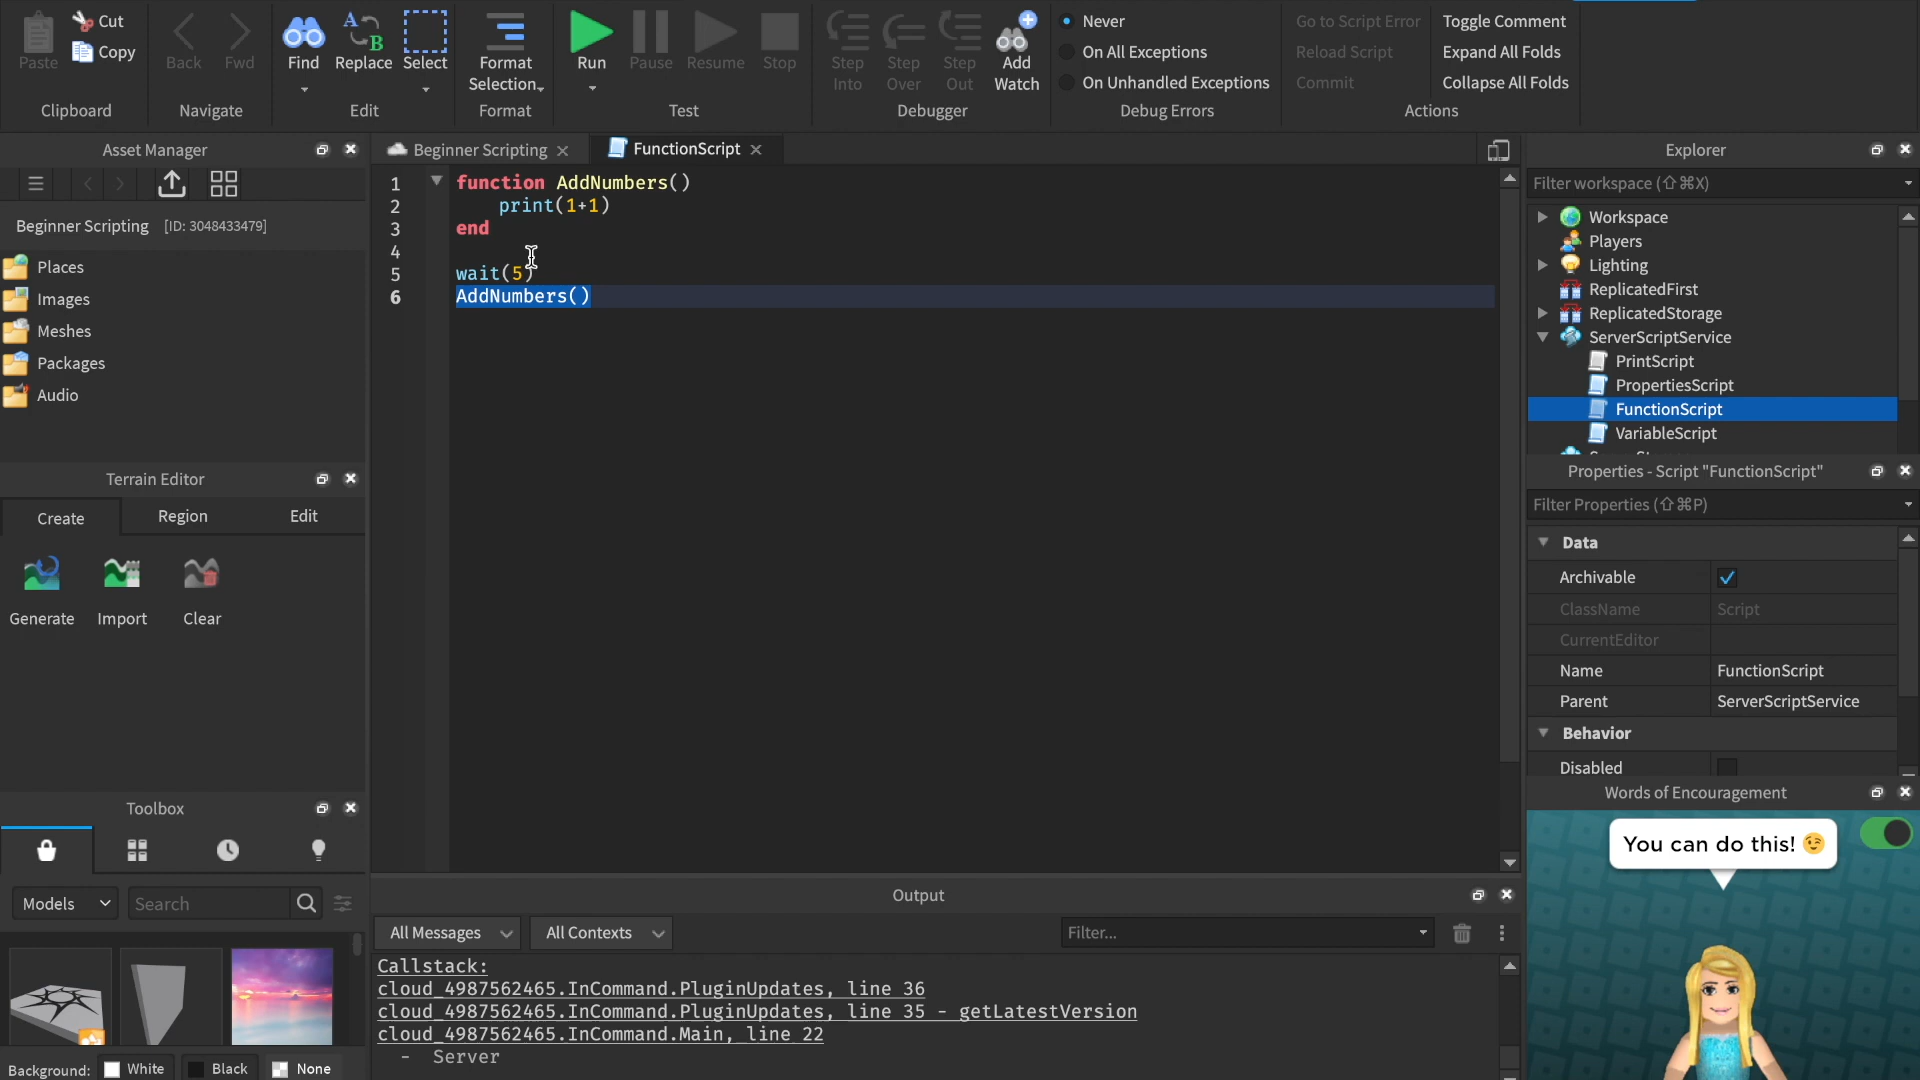 Paste
Cut
Copy
Clipboard
Back
Fwd
Navigate
Find
Replace
Select
Edit
Format
Selection
Format
Run
Pause
Resume
Stop
Test
Step
Into
Step
Over
Step
Out
Add
Watch
Debugger
Never
On All Exceptions
On Unhandled Exceptions
Debug Errors
Go to Script Error
Reload Script
Commit
Toggle Comment
Expand All Folds
Collapse All Folds
Actions
Asset Manager
Beginner Scripting [ID: 3048433479]
Places
Images
Meshes
Packages
Audio
Terrain Editor
Create Region Edit
Generate Import Clear
Toolbox
Models Search
Background: White Black None
Beginner Scripting
FunctionScript
1 function AddNumbers()
2 print(1+1)
3 end
4
5 wait(5)
6 AddNumbers()
Output
All Messages All Contexts Filter...
Callstack:
cloud_4987562465.InCommand.PluginUpdates, line 36
cloud_4987562465.InCommand.PluginUpdates, line 35 - getLatestVersion
cloud_4987562465.InCommand.Main, line 22
- Server
Explorer
Filter workspace (⇧⌘X)
Workspace
Players
Lighting
ReplicatedFirst
ReplicatedStorage
ServerScriptService
PrintScript
PropertiesScript
FunctionScript
VariableScript
Properties - Script "FunctionScript"
Filter Properties (⇧⌘P)
Data
Archivable
ClassName Script
CurrentEditor
Name FunctionScript
Parent ServerScriptService
Behavior
Disabled
Words of Encouragement
You can do this! 😉